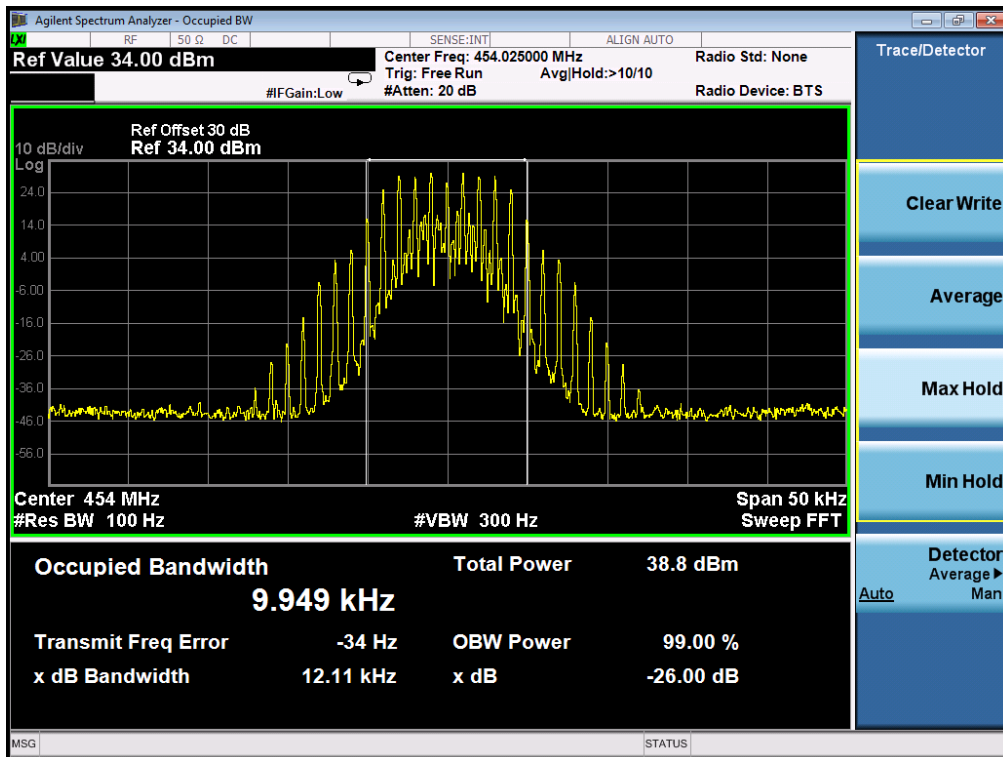 Agilent Spectrum Analyzer - Occupied BW
LXI RF 50 Ω DC SENSE:INT ALIGN AUTO
Ref Value 34.00 dBm
Center Freq: 454.025000 MHz Radio Std: None
Trig: Free Run Avg|Hold:>10/10
#IFGain:Low #Atten: 20 dB Radio Device: BTS
Ref Offset 30 dB
10 dB/div Ref 34.00 dBm
Log
24.0
14.0
4.00
-6.00
-16.0
-26.0
-36.0
-46.0
-56.0
Center 454 MHz Span 50 kHz
#Res BW 100 Hz #VBW 300 Hz Sweep FFT
Occupied Bandwidth Total Power 38.8 dBm
9.949 kHz
Transmit Freq Error -34 Hz OBW Power 99.00 %
x dB Bandwidth 12.11 kHz x dB -26.00 dB
MSG STATUS
Trace/Detector
Clear Write
Average
Max Hold
Min Hold
Detector
Average
Auto Man